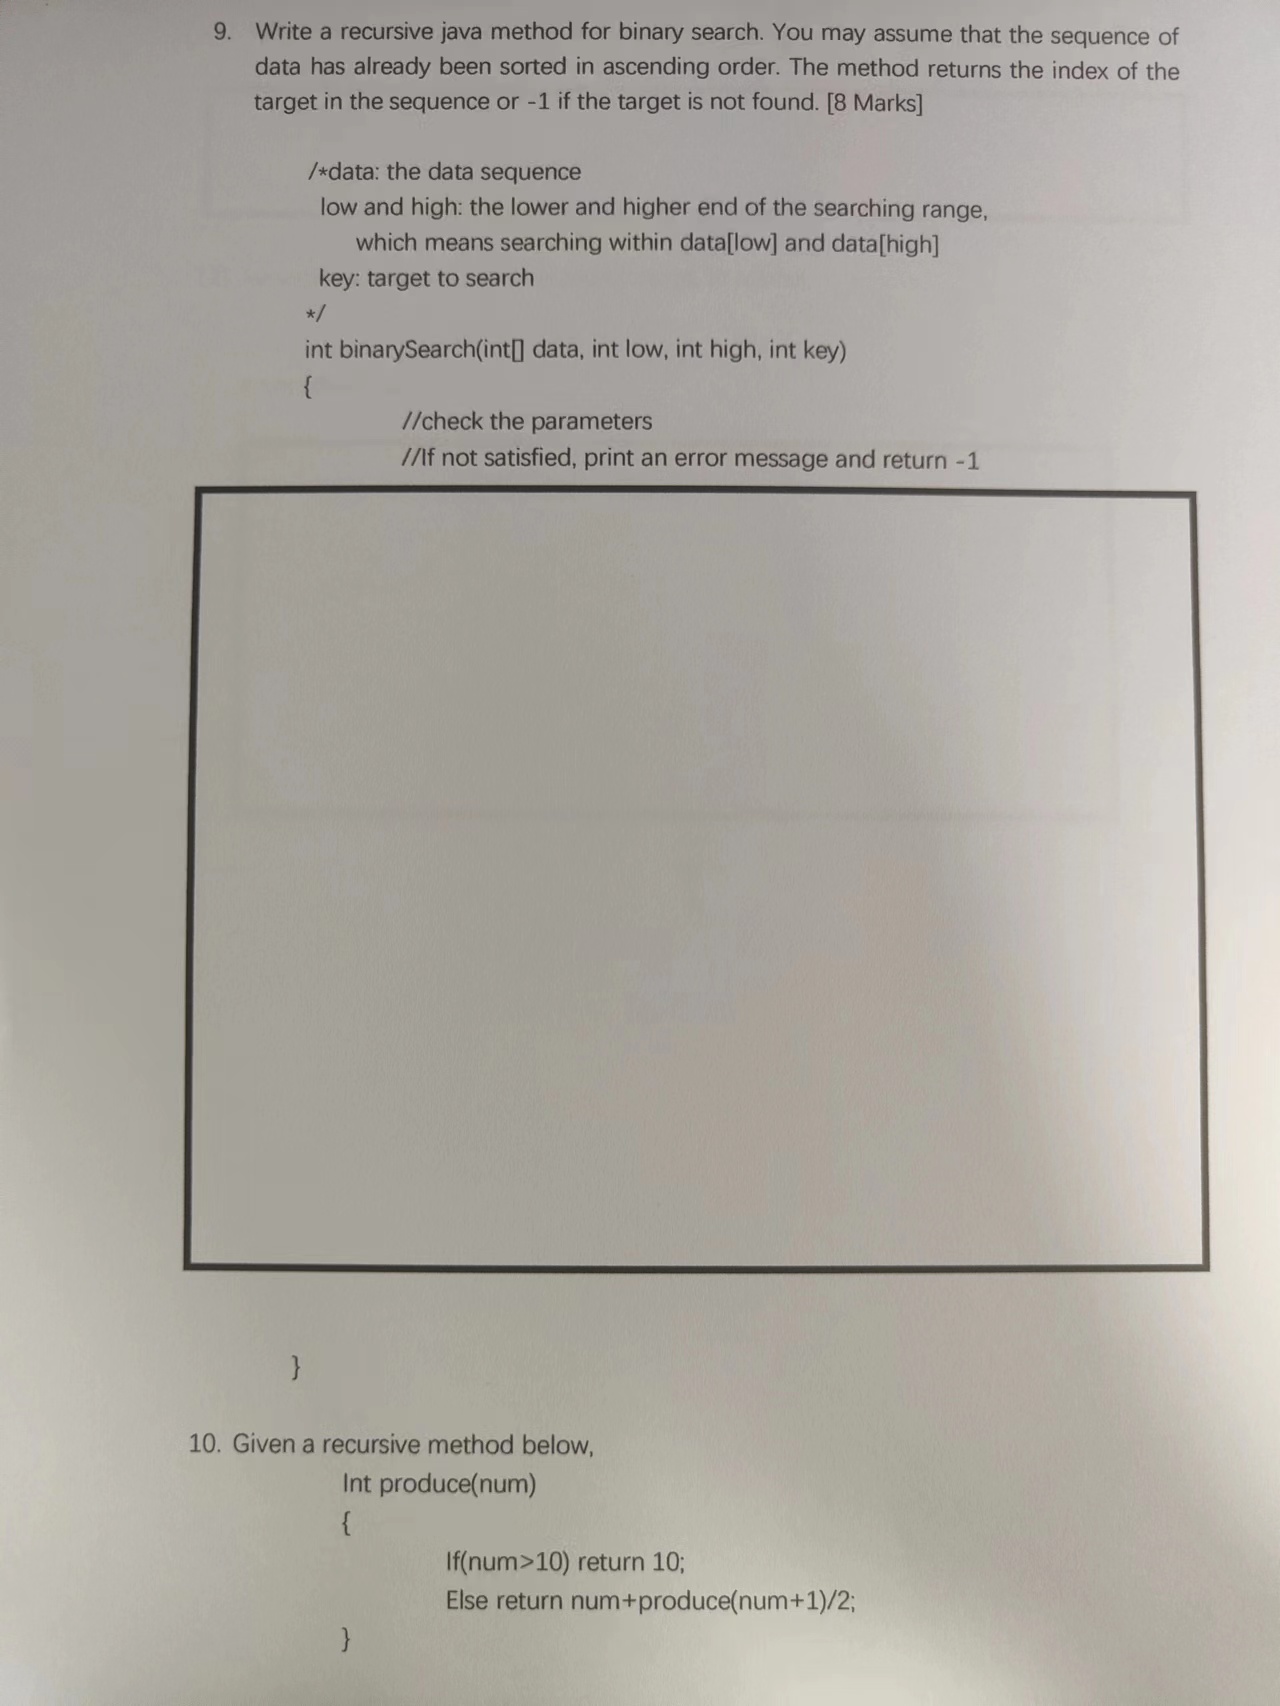 9. Write a recursive java method for binary search. You may assume that the sequence of
data has already been sorted in ascending order. The method returns the index of the
target in the sequence or -1 if the target is not found. [8 Marks]
/*data: the data sequence
low and high: the lower and higher end of the searching range,
which means searching within data[low] and data[high]
key: target to search
*/
int binarySearch(int[] data, int low, int high, int key)
{
//check the parameters
//If not satisfied, print an error message and return -1
}
10. Given a recursive method below,
Int produce(num)
{
If(num>10) return 10;
Else return num+produce(num+1)/2;
}